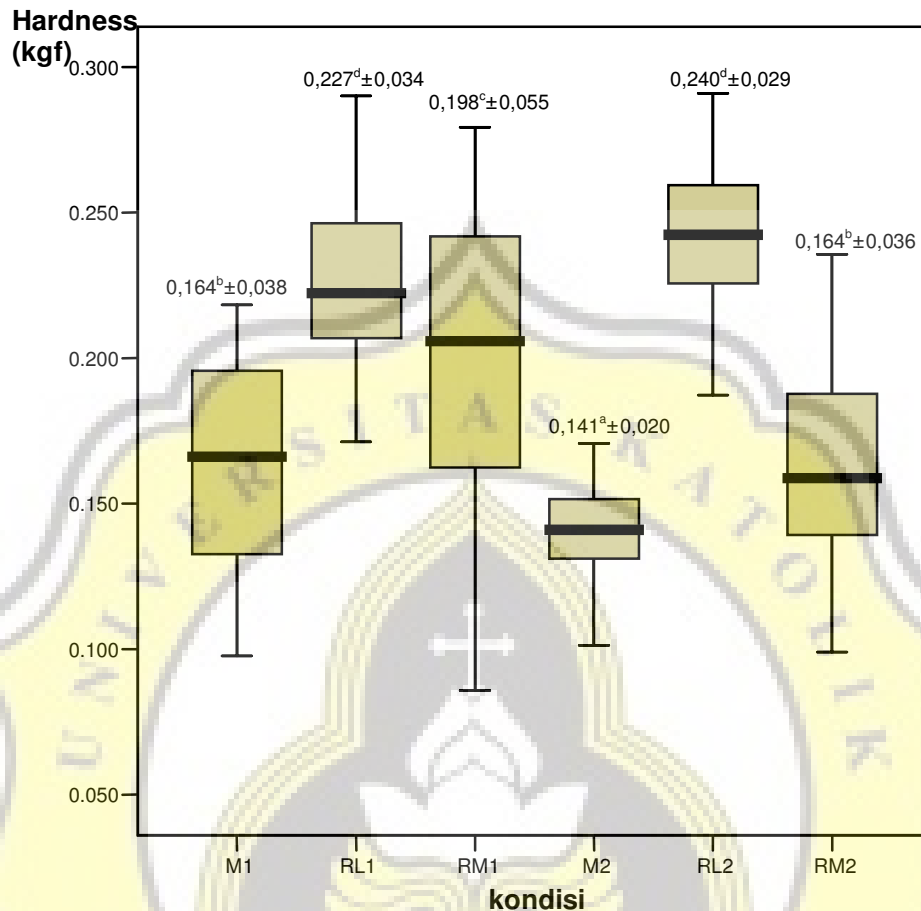 Hardness
(kgf)
0.300
0,227ᵈ±0,034
0,240ᵈ±0,029
0,198ᶜ±0,055
0.250
0,164ᵇ±0,036
0,164ᵇ±0,038
0.200
0,141ᵃ±0,020
0.150
0.100
0.050
UNIVERSITAS KATOLIK
M1 RL1 RM1 M2 RL2 RM2
kondisi